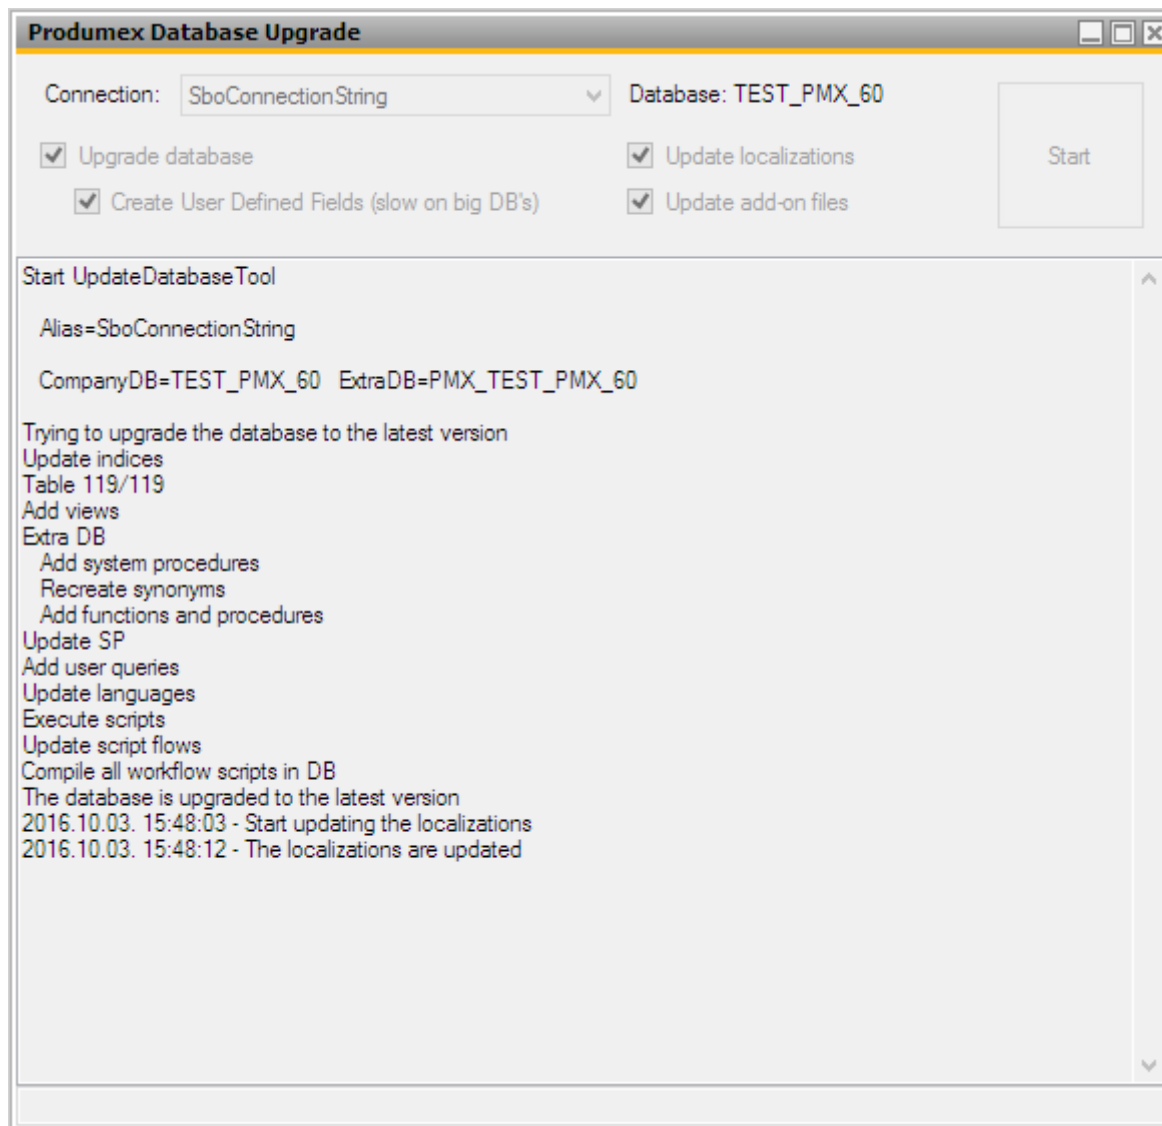 Produmex Database Upgrade
Connection: SboConnectionString Database: TEST_PMX_60
Upgrade database Update localizations Start
Create User Defined Fields (slow on big DB's) Update add-on files
Start UpdateDatabaseTool
Alias=SboConnectionString
CompanyDB=TEST_PMX_60 ExtraDB=PMX_TEST_PMX_60
Trying to upgrade the database to the latest version
Update indices
Table 119/119
Add views
Extra DB
Add system procedures
Recreate synonyms
Add functions and procedures
Update SP
Add user queries
Update languages
Execute scripts
Update script flows
Compile all workflow scripts in DB
The database is upgraded to the latest version
2016.10.03. 15:48:03 - Start updating the localizations
2016.10.03. 15:48:12 - The localizations are updated